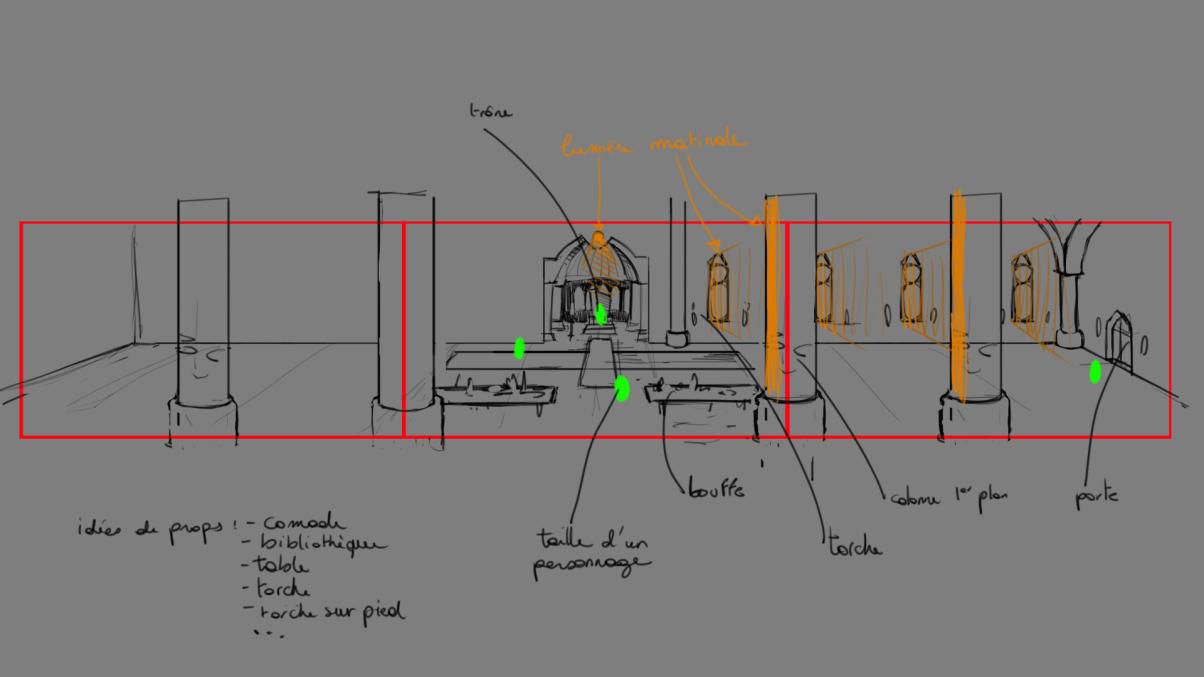 trône
lumière matinale
bouffe
colonne 1er plan
porte
taille d'un
personnage
torche
idées de props : - comode
- bibliothèque
- table
- torche
- torche sur pied
...